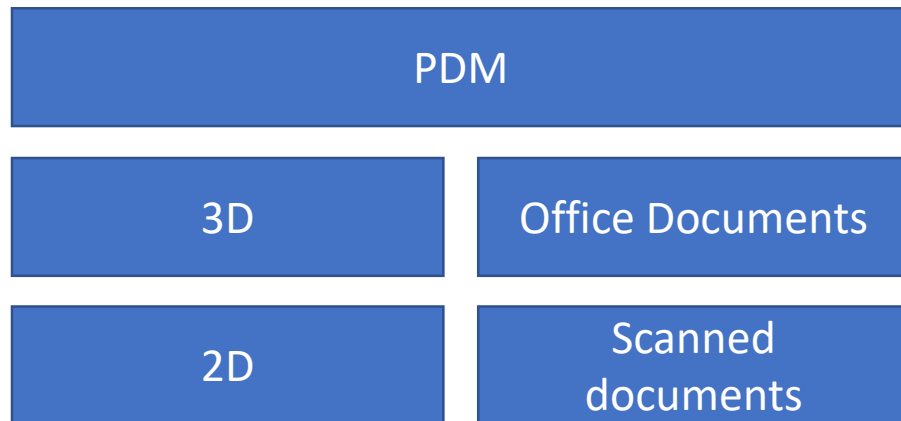 PDM
3D
Office Documents
2D
Scanned
documents